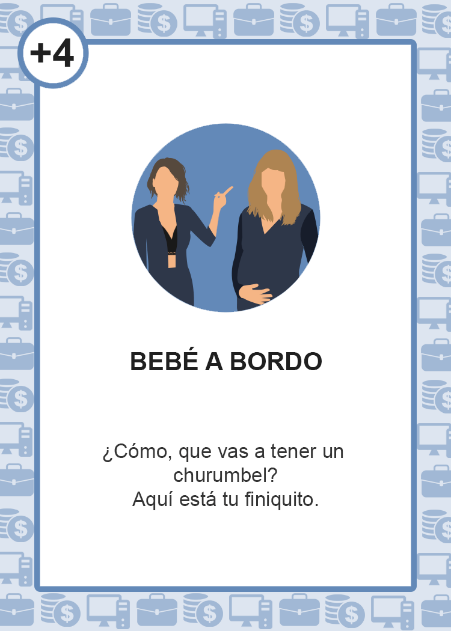 +4
BEBÉ A BORDO
¿Cómo, que vas a tener un
churumbel?
Aquí está tu finiquito.